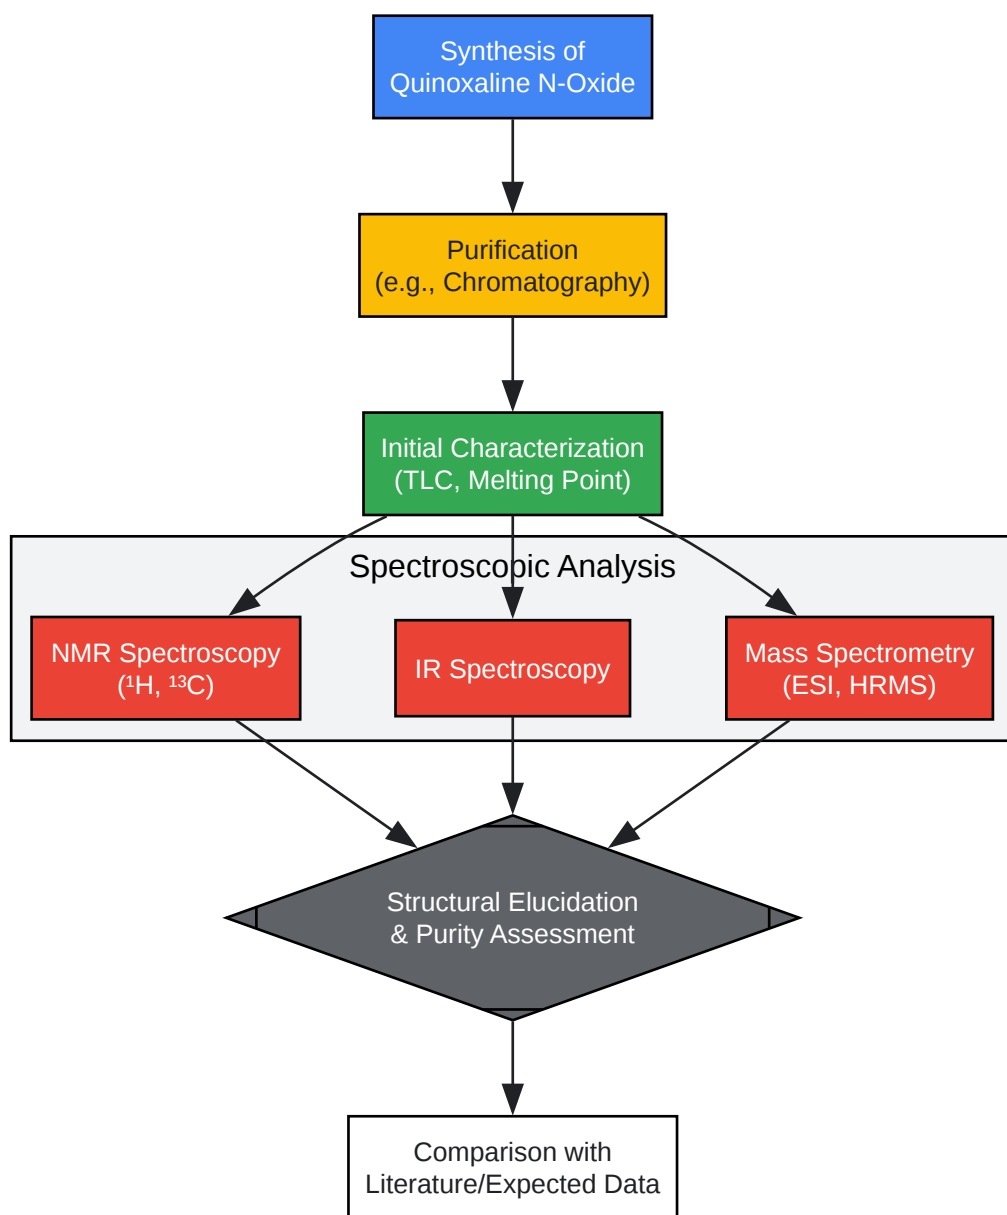 Synthesis of
Quinoxaline N-Oxide
Purification
(e.g., Chromatography)
Initial Characterization
(TLC, Melting Point)
Spectroscopic Analysis
NMR Spectroscopy
(¹H, ¹³C)
IR Spectroscopy
Mass Spectrometry
(ESI, HRMS)
Structural Elucidation
& Purity Assessment
Comparison with
Literature/Expected Data